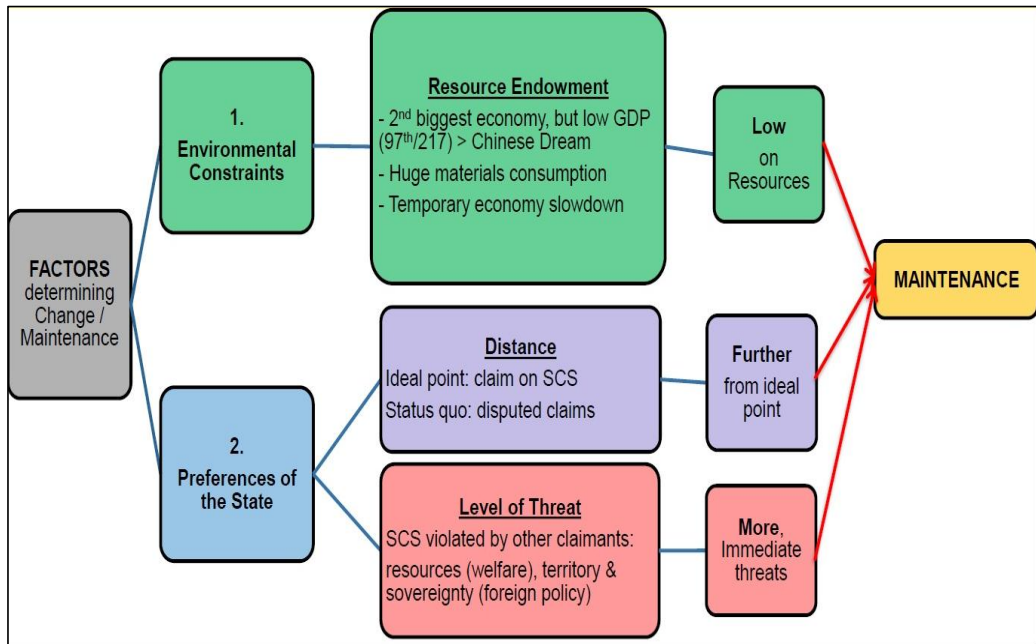 FACTORS
determining
Change /
Maintenance
1.
Environmental
Constraints
Resource Endowment
- 2nd biggest economy, but low GDP
(97th/217) > Chinese Dream
- Huge materials consumption
- Temporary economy slowdown
Low
on
Resources
2.
Preferences of
the State
Distance
Ideal point: claim on SCS
Status quo: disputed claims
Further
from ideal
point
Level of Threat
SCS violated by other claimants:
resources (welfare), territory &
sovereignty (foreign policy)
More,
Immediate
threats
MAINTENANCE